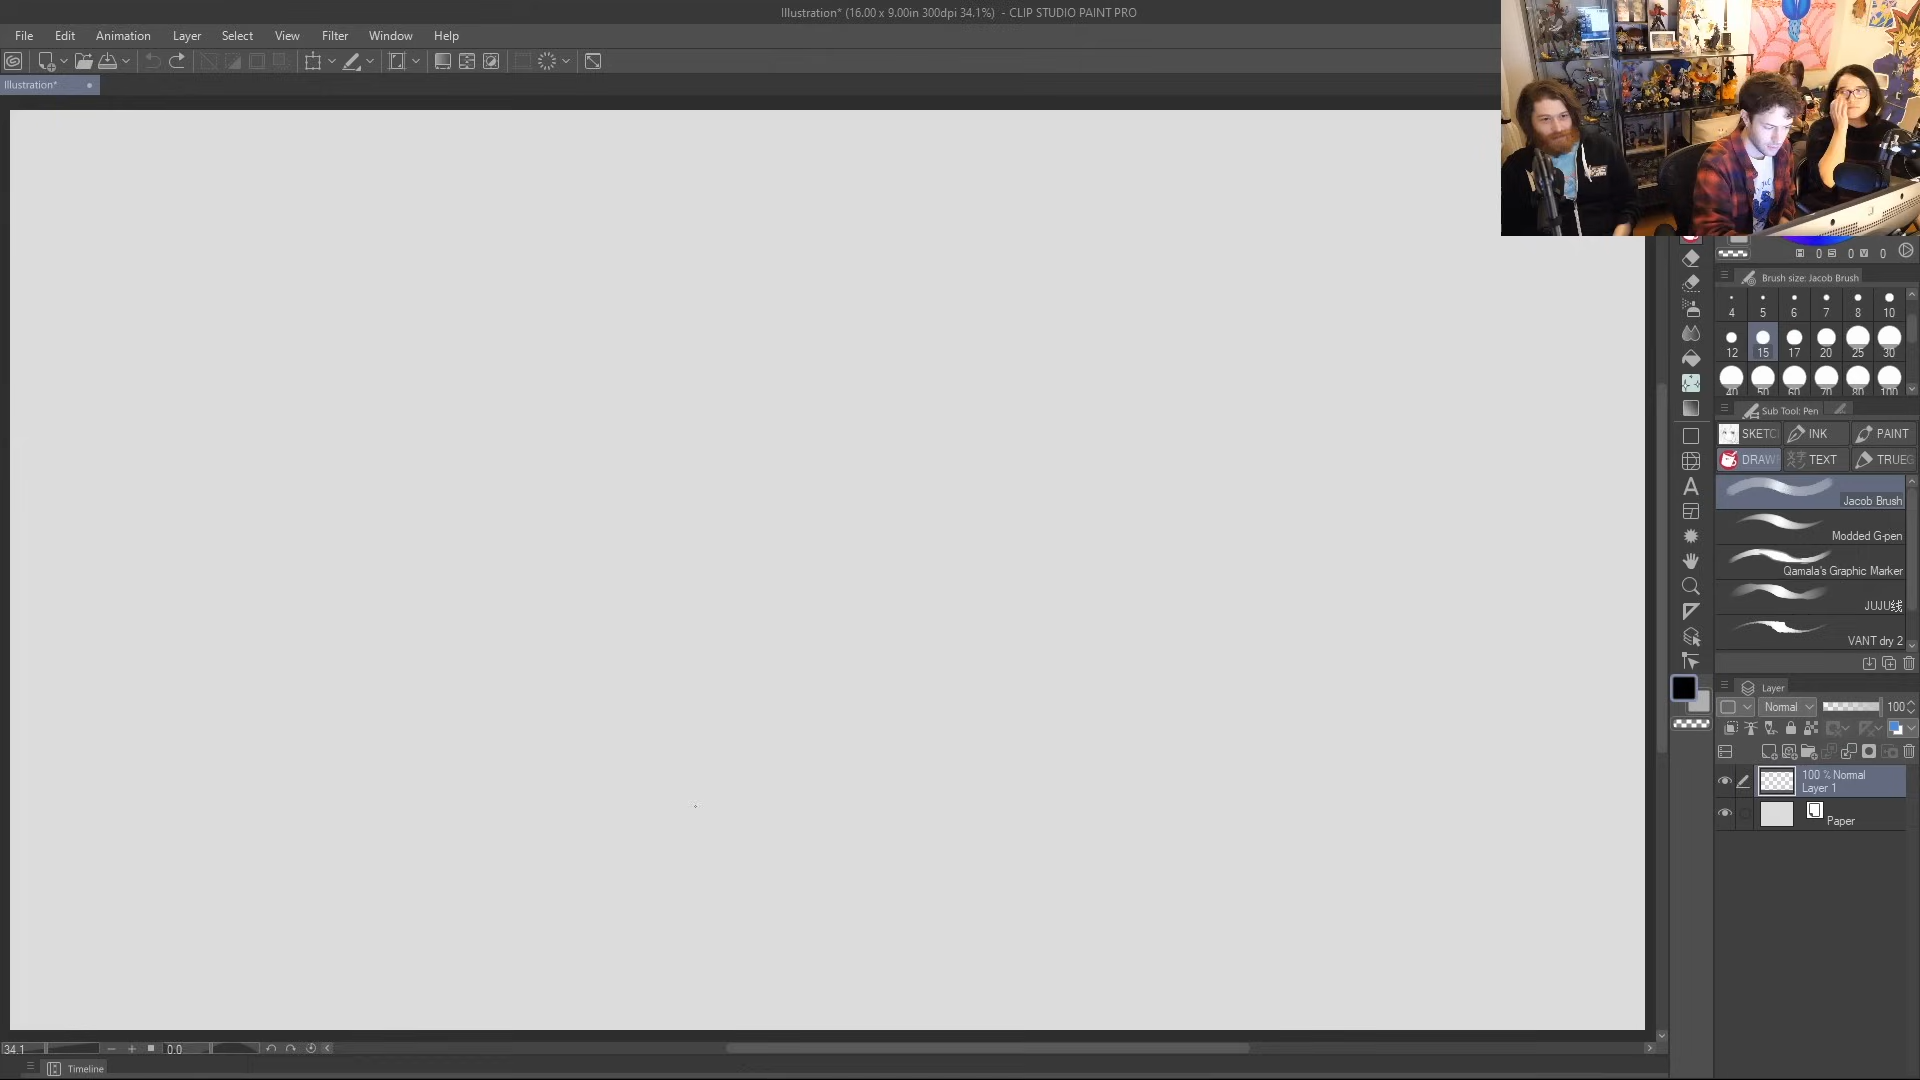 Illustration* (16.00 x 9.00in 300dpi 34.1%) - CLIP STUDIO PAINT PRO
File Edit Animation Layer Select View Filter Window Help
Illustration*
0 0 0
Brush size: Jacob Brush
4 5 6 7 8 10
12 15 17 20 25 30
40 50 60 70 80 100
Sub Tool: Pen
SKETC INK PAINT
DRAW TEXT TRUEG
Jacob Brush
Modded G-pen
Qamala's Graphic Marker
JUJU线
VANT dry 2
Layer
Normal 100
100 % Normal
Layer 1
Paper
34.1 0.0
Timeline